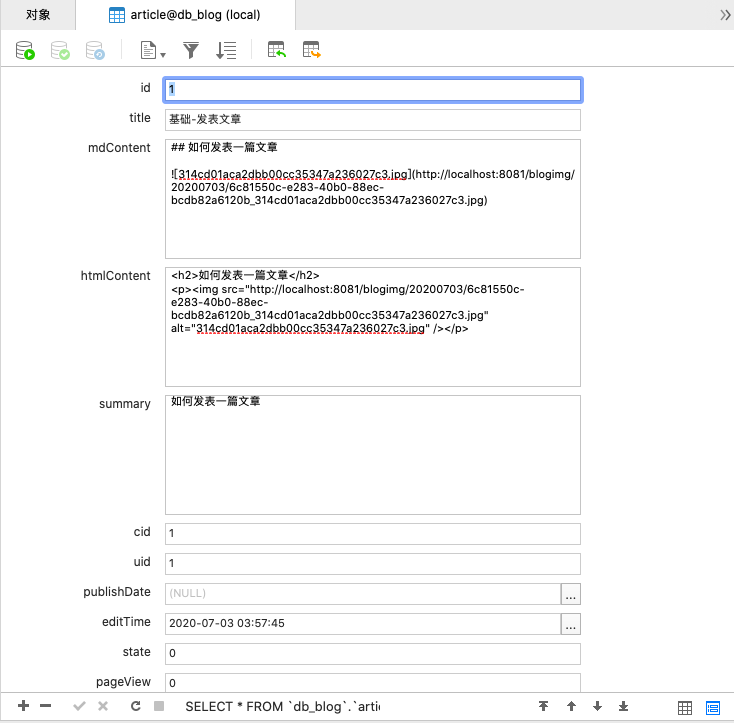 对象
article@db_blog (local)
id
1
title
基础-发表文章
mdContent
## 如何发表一篇文章
![314cd01aca2dbb00cc35347a236027c3.jpg](http://localhost:8081/blogimg/
20200703/6c81550c-e283-40b0-88ec-
bcdb82a6120b_314cd01aca2dbb00cc35347a236027c3.jpg)
htmlContent
<h2>如何发表一篇文章</h2>
<p><img src="http://localhost:8081/blogimg/20200703/6c81550c-
e283-40b0-88ec-
bcdb82a6120b_314cd01aca2dbb00cc35347a236027c3.jpg"
alt="314cd01aca2dbb00cc35347a236027c3.jpg" /></p>
summary
如何发表一篇文章
cid
1
uid
1
publishDate
(NULL)
...
editTime
2020-07-03 03:57:45
...
state
0
pageView
0
SELECT * FROM `db_blog`.`artic